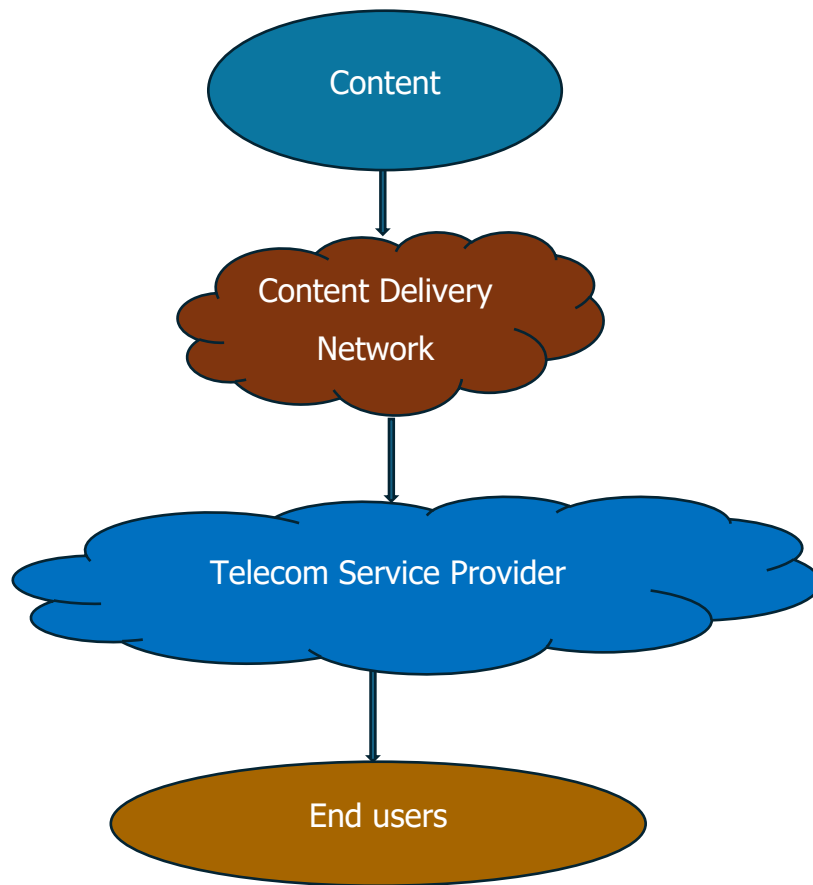 Content
Content Delivery
Network
Telecom Service Provider
End users